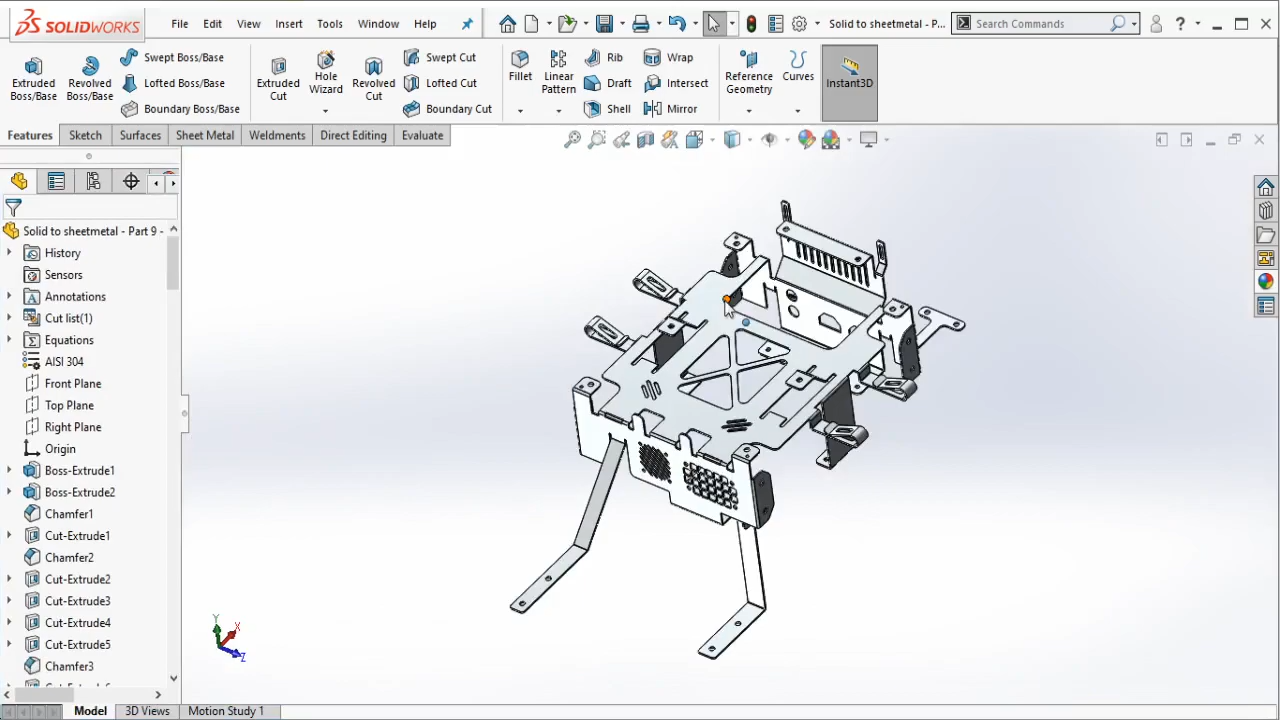 SOLIDWORKS
File Edit View Insert Tools Window Help
Solid to sheetmetal - P...
Search Commands
Extruded Boss/Base
Revolved Boss/Base
Swept Boss/Base
Lofted Boss/Base
Boundary Boss/Base
Extruded Cut
Hole Wizard
Revolved Cut
Swept Cut
Lofted Cut
Boundary Cut
Fillet
Linear Pattern
Rib
Draft
Shell
Wrap
Intersect
Mirror
Reference Geometry
Curves
Instant3D
Features Sketch Surfaces Sheet Metal Weldments Direct Editing Evaluate
Solid to sheetmetal - Part 9 -
History
Sensors
Annotations
Cut list(1)
Equations
AISI 304
Front Plane
Top Plane
Right Plane
Origin
Boss-Extrude1
Boss-Extrude2
Chamfer1
Cut-Extrude1
Chamfer2
Cut-Extrude2
Cut-Extrude3
Cut-Extrude4
Cut-Extrude5
Chamfer3
Y
X
Z
Model 3D Views Motion Study 1